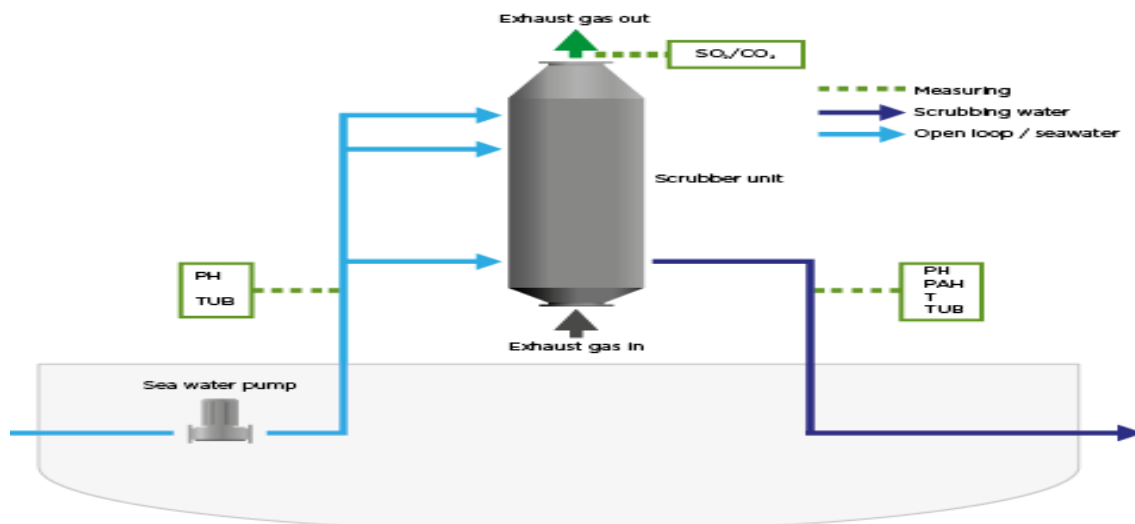 Exhaust gas out
SO₂/CO₂
Measuring
Scrubbing water
Open loop / seawater
Scrubber unit
PH
TUB
PH
PAH
T
TUB
Exhaust gas in
Sea water pump